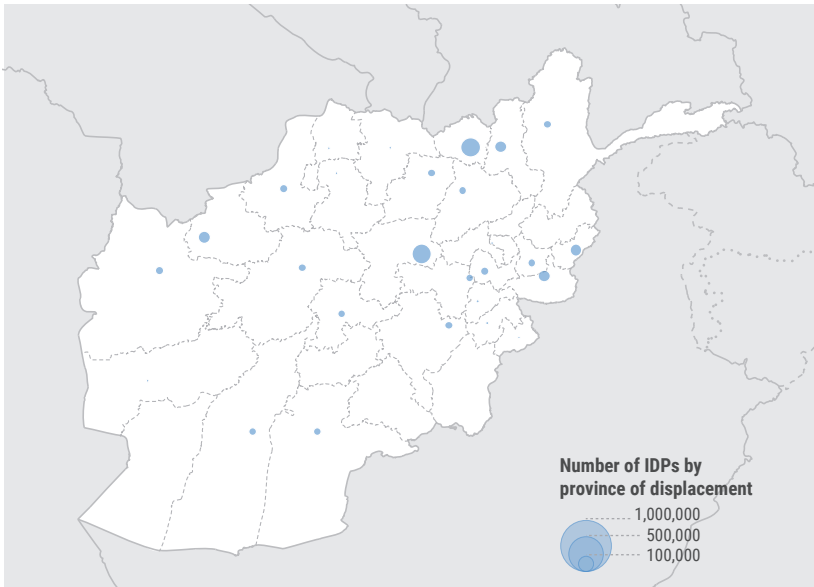 Number of IDPs by
province of displacement
1,000,000
500,000
100,000